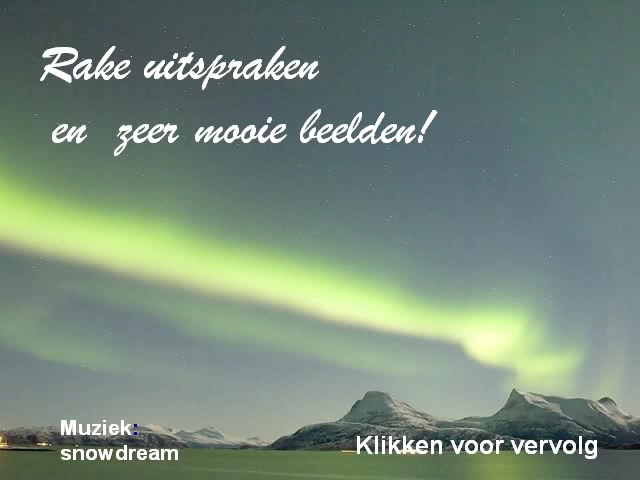 Rake uitspraken
en zeer mooie beelden!
Muziek:
snowdream
Klikken voor vervolg